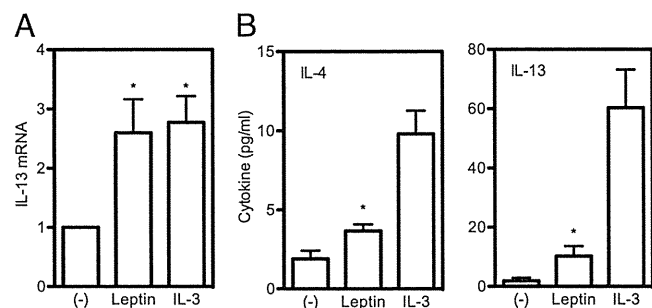 A
IL-13 mRNA
4
3
2
1
0
*
*
(-) Leptin IL-3
B
Cytokine (pg/ml)
15
10
5
0
IL-4
*
(-) Leptin IL-3
80
60
40
20
0
IL-13
*
(-) Leptin IL-3